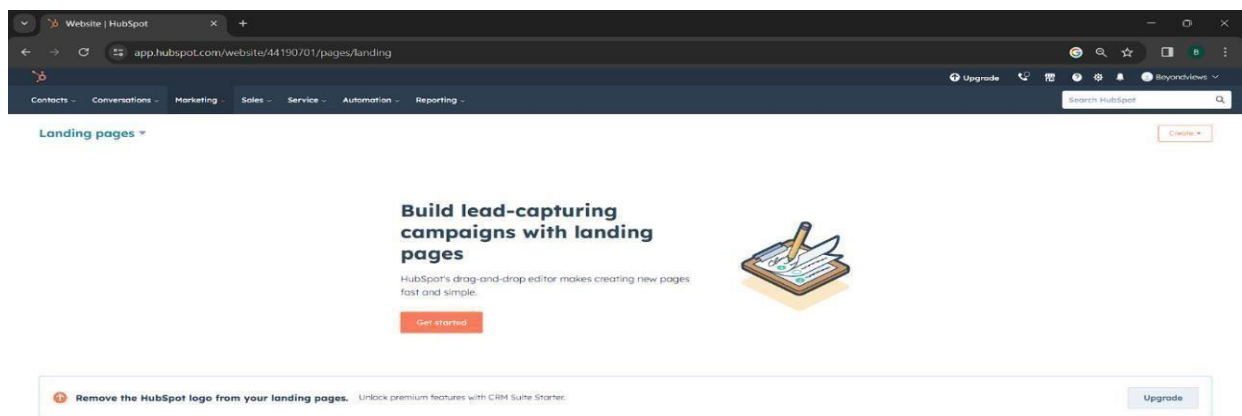 Website | HubSpot
app.hubspot.com/website/44190701/pages/landing
B
Upgrade
Beyondviews
Contacts
Conversations
Marketing
Sales
Service
Automation
Reporting
Search HubSpot
Landing pages
Create
Build lead-capturing
campaigns with landing
pages
HubSpot's drag-and-drop editor makes creating new pages
fast and simple.
Get started
Remove the HubSpot logo from your landing pages. Unlock premium features with CRM Suite Starter.
Upgrade